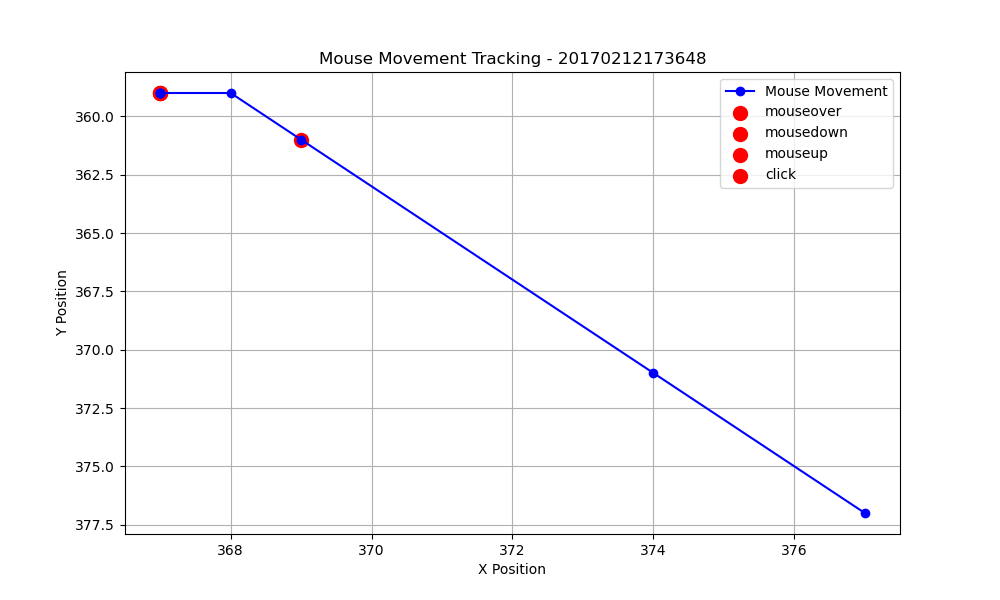 Mouse Movement Tracking - 20170212173648
Mouse Movement
mouseover
mousedown
mouseup
click
360.0
362.5
365.0
367.5
370.0
372.5
375.0
377.5
Y Position
368
370
372
374
376
X Position